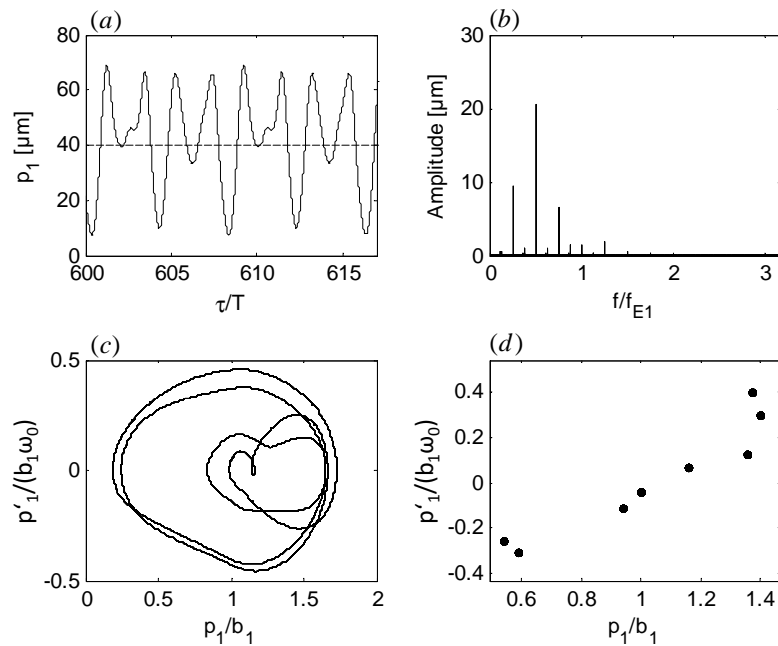 (a)
80
60
40
20
0
p1 [µm]
600
605
610
615
τ/T
(b)
30
20
10
0
Amplitude [µm]
0
1
2
3
f/fE1
(c)
0.5
0
-0.5
p'1/(b1ω0)
0
0.5
1
1.5
2
p1/b1
(d)
0.4
0.2
0
-0.2
-0.4
p'1/(b1ω0)
0.6
0.8
1
1.2
1.4
p1/b1